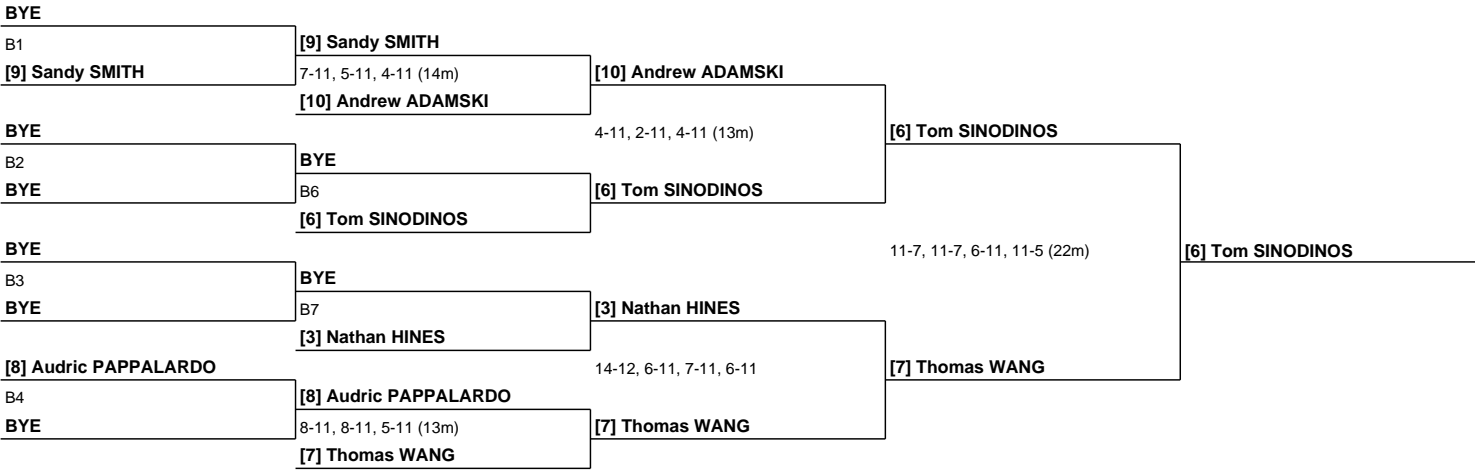 BYE
B1
[9] Sandy SMITH
[9] Sandy SMITH
7-11, 5-11, 4-11 (14m)
[10] Andrew ADAMSKI
[10] Andrew ADAMSKI
BYE
B2
BYE
BYE
B6
[6] Tom SINODINOS
4-11, 2-11, 4-11 (13m)
[6] Tom SINODINOS
[6] Tom SINODINOS
BYE
B3
BYE
BYE
B7
[3] Nathan HINES
[3] Nathan HINES
11-7, 11-7, 6-11, 11-5 (22m)
[6] Tom SINODINOS
[8] Audric PAPPALARDO
B4
BYE
[8] Audric PAPPALARDO
8-11, 8-11, 5-11 (13m)
[7] Thomas WANG
14-12, 6-11, 7-11, 6-11
[7] Thomas WANG
[7] Thomas WANG